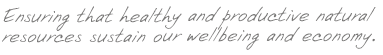 Ensuring that healthy and productive natural
resources sustain our wellbeing and economy.